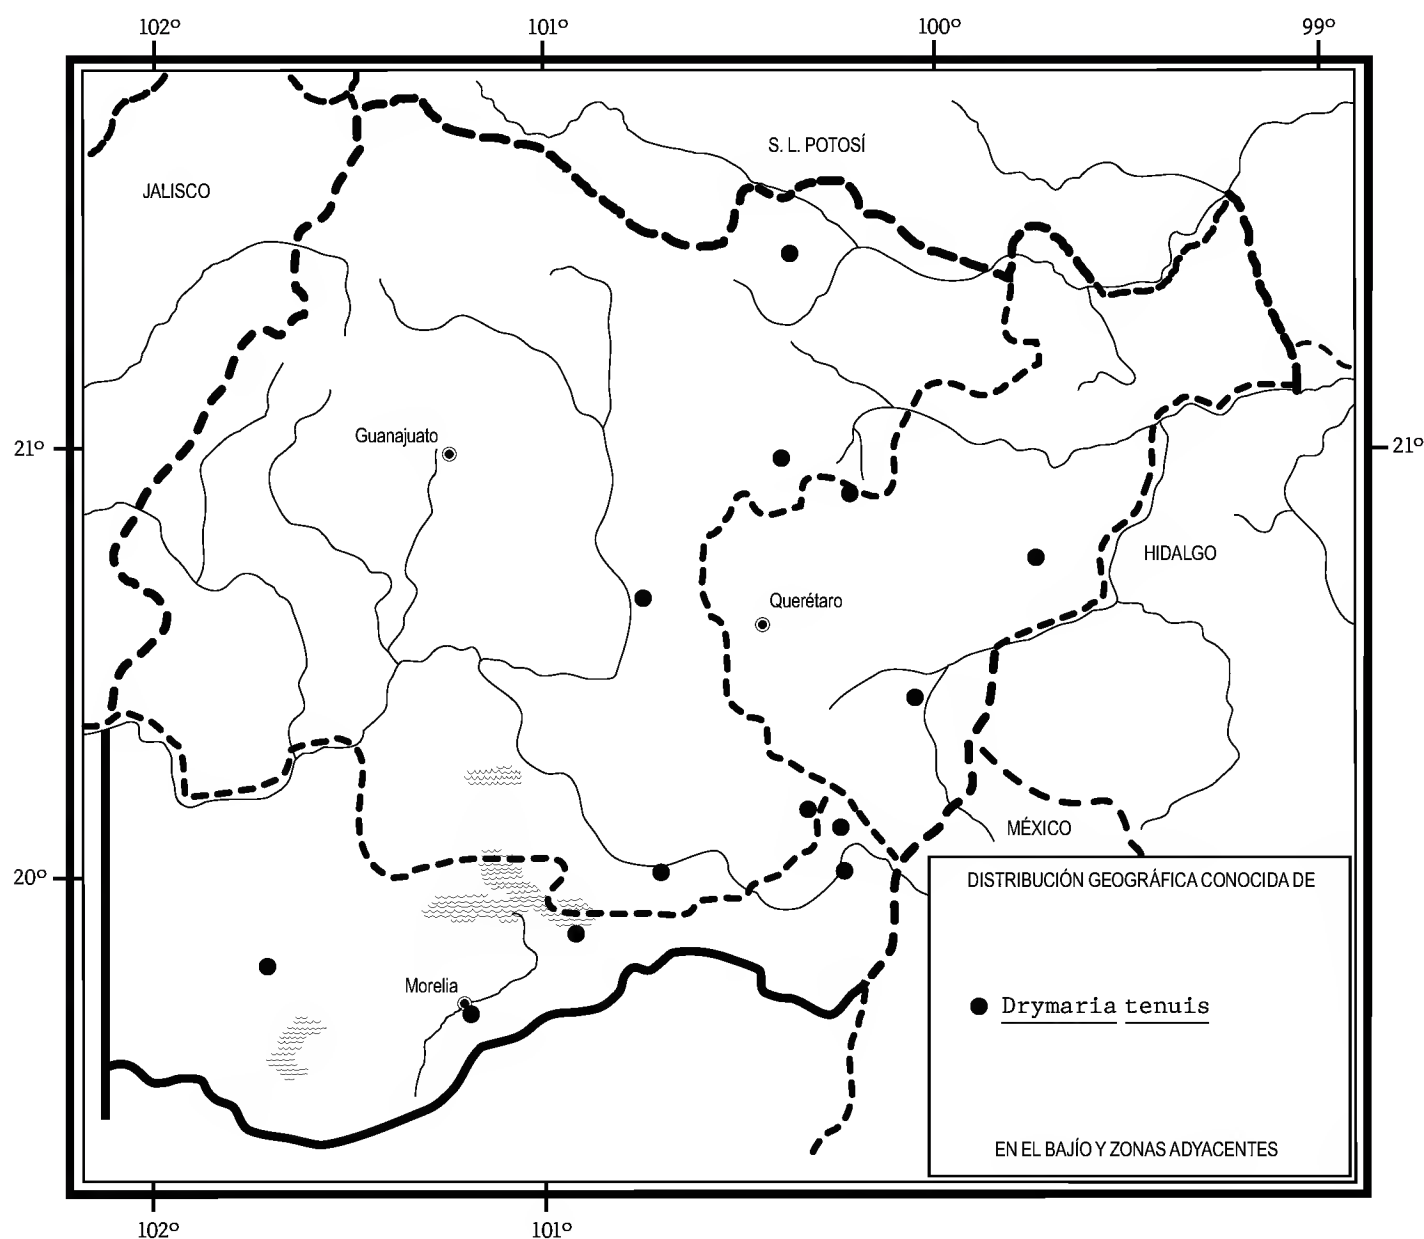 102º 101º 100º 99º
S. L. POTOSÍ
JALISCO
Guanajuato
21º
21º
HIDALGO
Querétaro
MÉXICO
20º
DISTRIBUCIÓN GEOGRÁFICA CONOCIDA DE
Morelia
Drymaria tenuis
EN EL BAJÍO Y ZONAS ADYACENTES
102º 101º